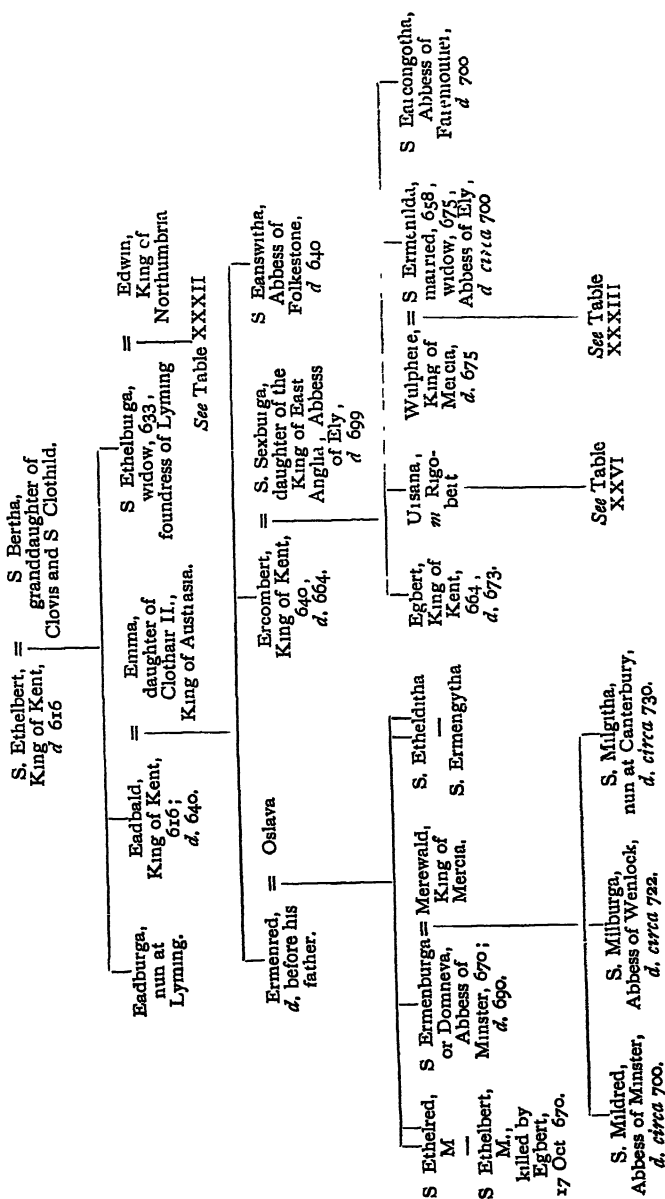 S. Ethelbert,
King of Kent,
d 616
=
S Bertha,
granddaughter of
Clovis and S Clothild.
Eadburga,
nun at
Lyming.
Eadbald,
King of Kent,
616;
d. 640.
=
Emma,
daughter of
Clothair II.,
King of Austrasia.
S Ethelburga,
widow, 633,
foundress of Lyming
=
Edwin,
King of
Northumbria
See Table XXXII
Ermenred,
d. before his
father.
=
Oslava
Ercombert,
King of Kent,
640,
d. 664.
=
S. Sexburga,
daughter of the
King of East
Anglia, Abbess
of Ely,
d 699
S Eanswitha,
Abbess of
Folkestone,
d 640
S Ethelred,
M
—
S Ethelbert,
M.,
killed by
Egbert,
17 Oct 670.
S Ermenburga
or Domneva,
Abbess of
Minster, 670;
d. 690.
=
Merewald,
King of
Mercia.
S. Ethelditha
—
S. Ermengytha
Egbert,
King of
Kent,
664,
d. 673.
Uisana,
m Rigo-
beit
See Table
XXVI
Wulphere,
King of
Mercia,
d. 675
=
S Ermenilda,
married, 658,
widow, 675,
Abbess of Ely,
d circa 700
See Table
XXXIII
S Eaicongotha,
Abbess of
Faremoutiei,
d 700
S. Mildred,
Abbess of Minster,
d. circa 700.
S. Milburga,
Abbess of Wenlock,
d. circa 722.
S. Milgitha,
nun at Canterbury,
d. circa 730.